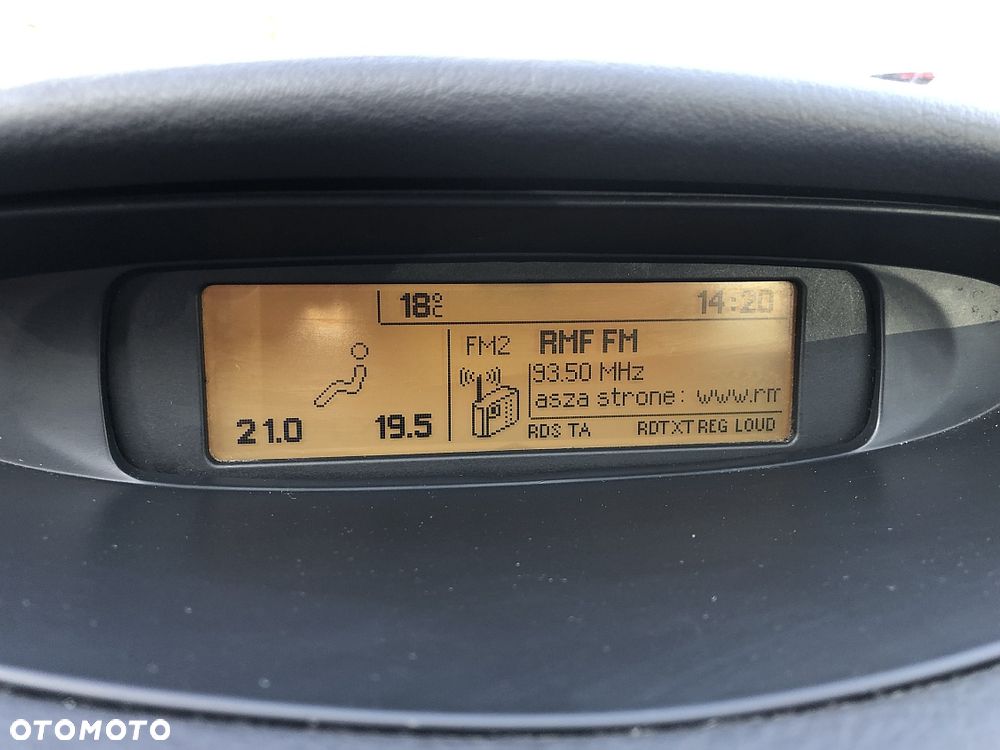 18°C 14:20
FM2 RMF FM
93.50 MHz
asza strone: www.rm
21.0 19.5
RDS TA RDTXT REG LOUD
OTOMOTO